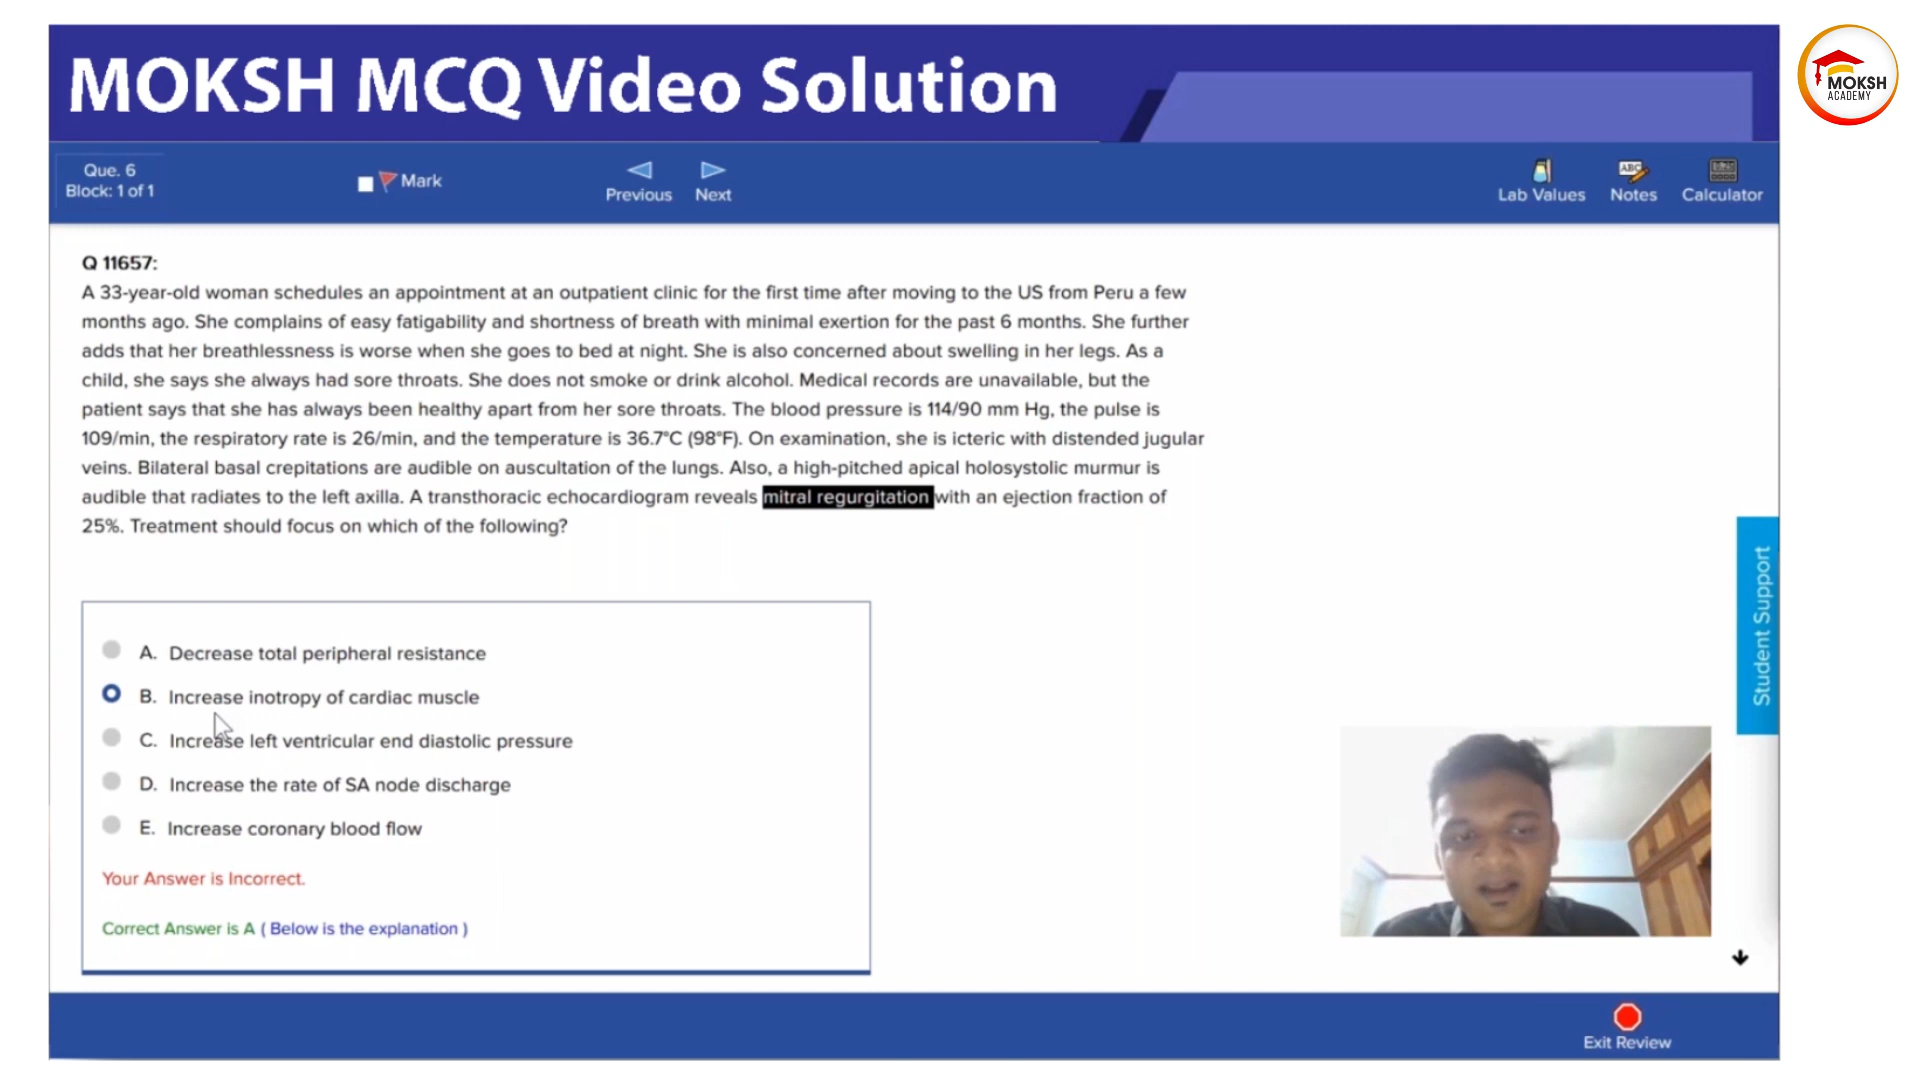 MOKSH MCQ Video Solution
MOKSH
ACADEMY
Que. 6
Block: 1 of 1
Mark
Previous
Next
Lab Values
Notes
Calculator
Q 11657:
A 33-year-old woman schedules an appointment at an outpatient clinic for the first time after moving to the US from Peru a few
months ago. She complains of easy fatigability and shortness of breath with minimal exertion for the past 6 months. She further
adds that her breathlessness is worse when she goes to bed at night. She is also concerned about swelling in her legs. As a
child, she says she always had sore throats. She does not smoke or drink alcohol. Medical records are unavailable, but the
patient says that she has always been healthy apart from her sore throats. The blood pressure is 114/90 mm Hg, the pulse is
109/min, the respiratory rate is 26/min, and the temperature is 36.7°C (98°F). On examination, she is icteric with distended jugular
veins. Bilateral basal crepitations are audible on auscultation of the lungs. Also, a high-pitched apical holosystolic murmur is
audible that radiates to the left axilla. A transthoracic echocardiogram reveals mitral regurgitation with an ejection fraction of
25%. Treatment should focus on which of the following?
Student Support
A. Decrease total peripheral resistance
B. Increase inotropy of cardiac muscle
C. Increase left ventricular end diastolic pressure
D. Increase the rate of SA node discharge
E. Increase coronary blood flow
Your Answer is Incorrect.
Correct Answer is A ( Below is the explanation )
Exit Review